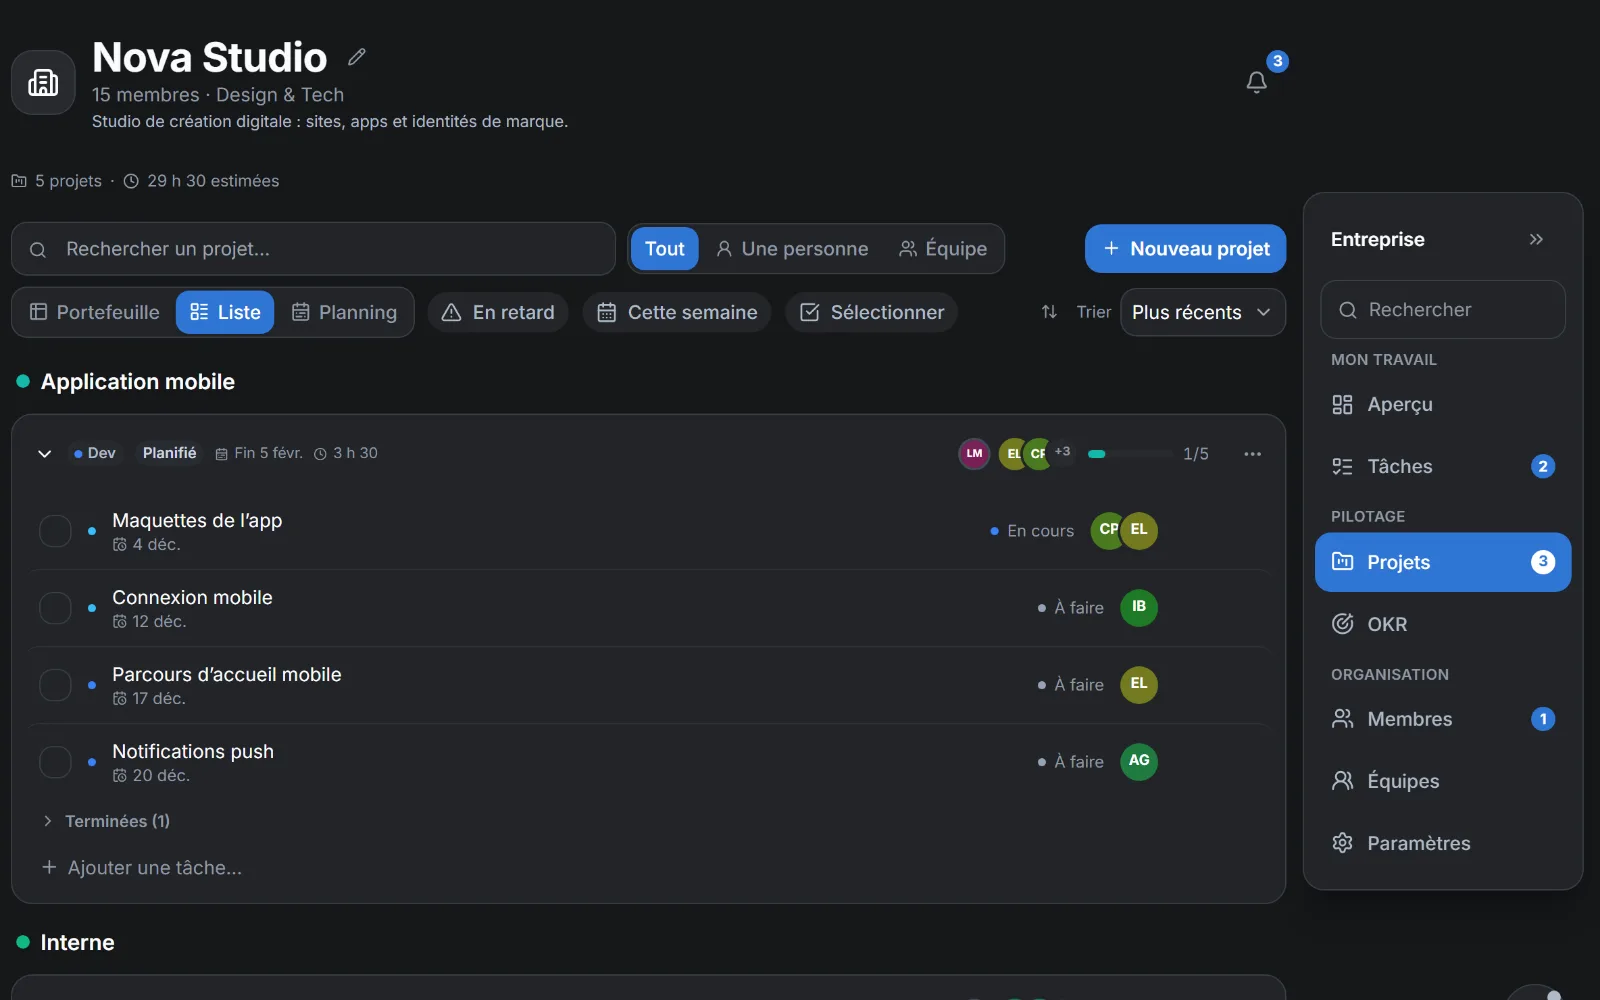 Nova Studio
15 membres · Design & Tech
Studio de création digitale : sites, apps et identités de marque.
3
5 projets · 29 h 30 estimées
Rechercher un projet...
Tout
Une personne
Équipe
Nouveau projet
Portefeuille
Liste
Planning
En retard
Cette semaine
Sélectionner
Trier
Plus récents
Application mobile
Dev
Planifié
Fin 5 févr.
3 h 30
LM
EL
CP
+3
1/5
Maquettes de l’app
4 déc.
En cours
CP
EL
Connexion mobile
12 déc.
À faire
IB
Parcours d’accueil mobile
17 déc.
À faire
EL
Notifications push
20 déc.
À faire
AG
Terminées (1)
Ajouter une tâche...
Interne
Entreprise
Rechercher
MON TRAVAIL
Aperçu
Tâches
2
PILOTAGE
Projets
3
OKR
ORGANISATION
Membres
1
Équipes
Paramètres